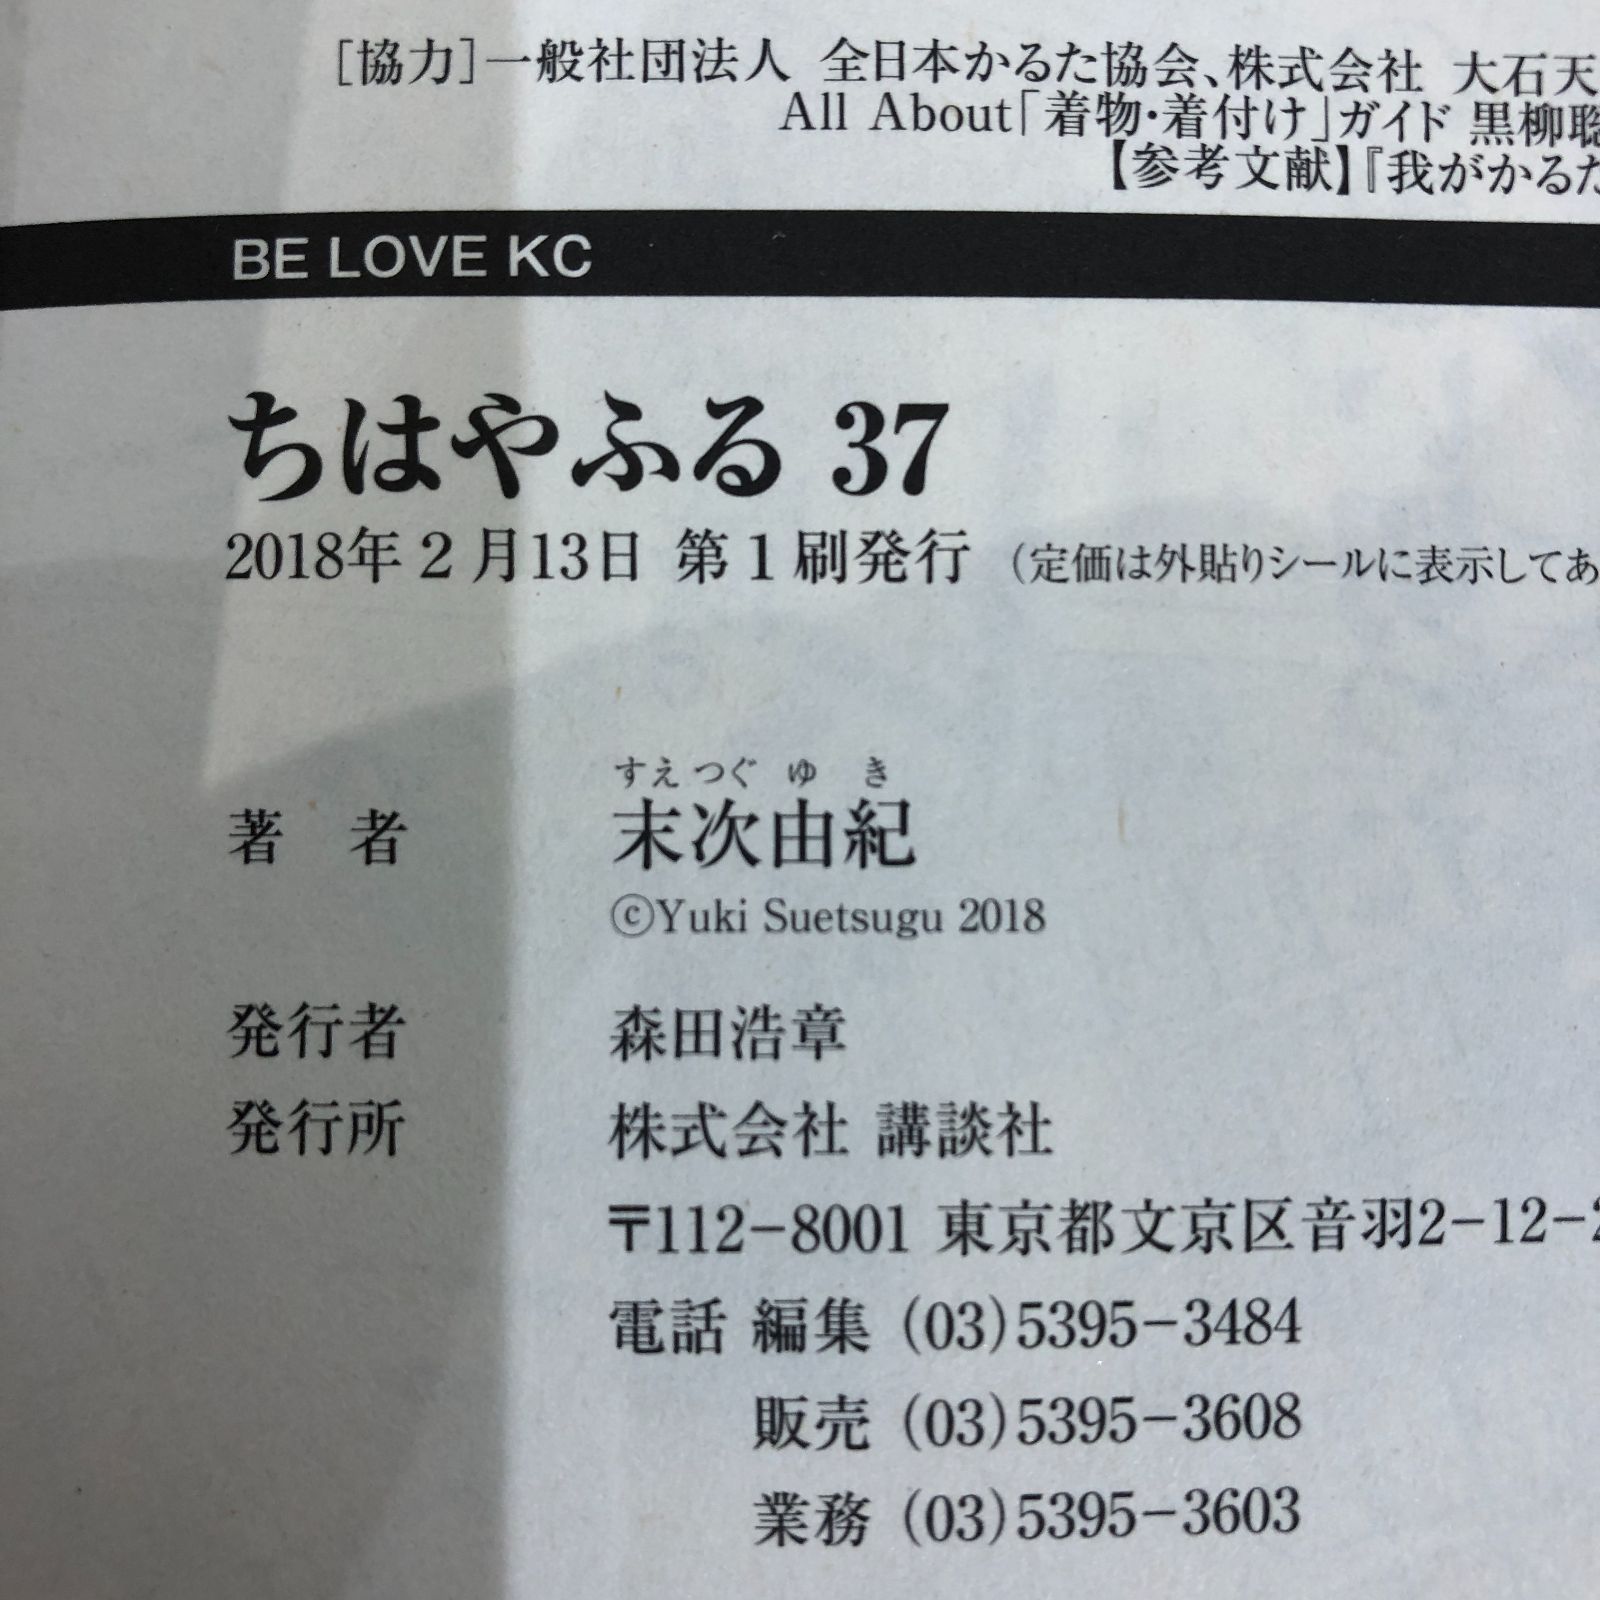 ［協力］一般社団法人 全日本かるた協会、株式会社 大石天
All About「着物・着付け」ガイド 黒柳聡
【参考文献】『我がかるた
BE LOVE KC
ちはやふる 37
2018年２月13日 第１刷発行 （定価は外貼りシールに表示してあ
すえつぐ ゆ き
著 者 末次由紀
©Yuki Suetsugu 2018
発行者 森田浩章
発行所 株式会社 講談社
〒112－8001 東京都文京区音羽2－12－2
電話 編集 （03）5395－3484
販売 （03）5395－3608
業務 （03）5395－3603